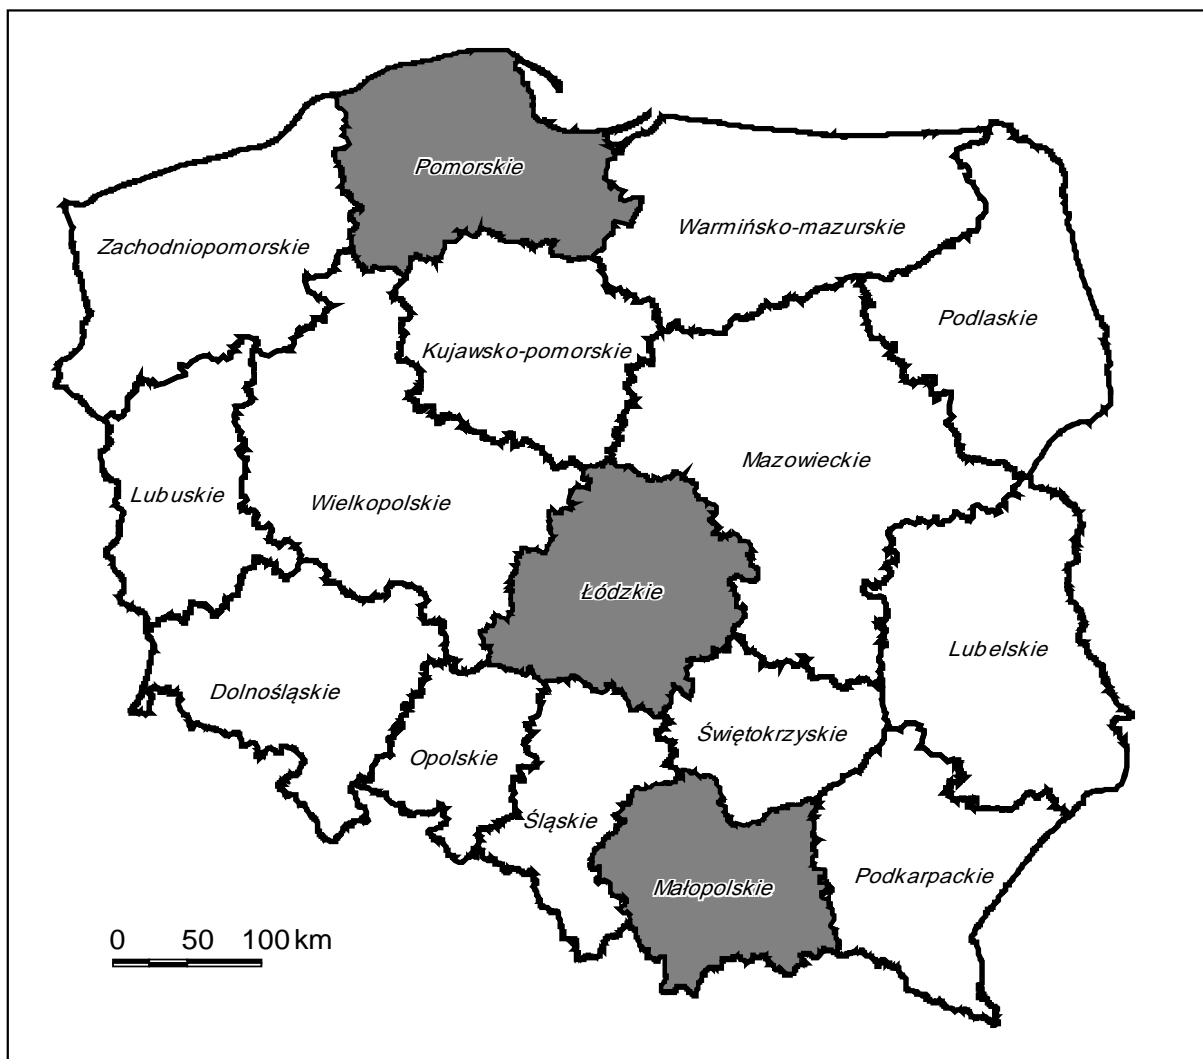 Pomorskie
Warmińsko-mazurskie
Zachodniopomorskie
Podlaskie
Kujawsko-pomorskie
Mazowieckie
Lubuskie
Wielkopolskie
Łódzkie
Lubelskie
Dolnośląskie
Świętokrzyskie
Opolskie
Śląskie
Małopolskie
Podkarpackie
0 50 100 km